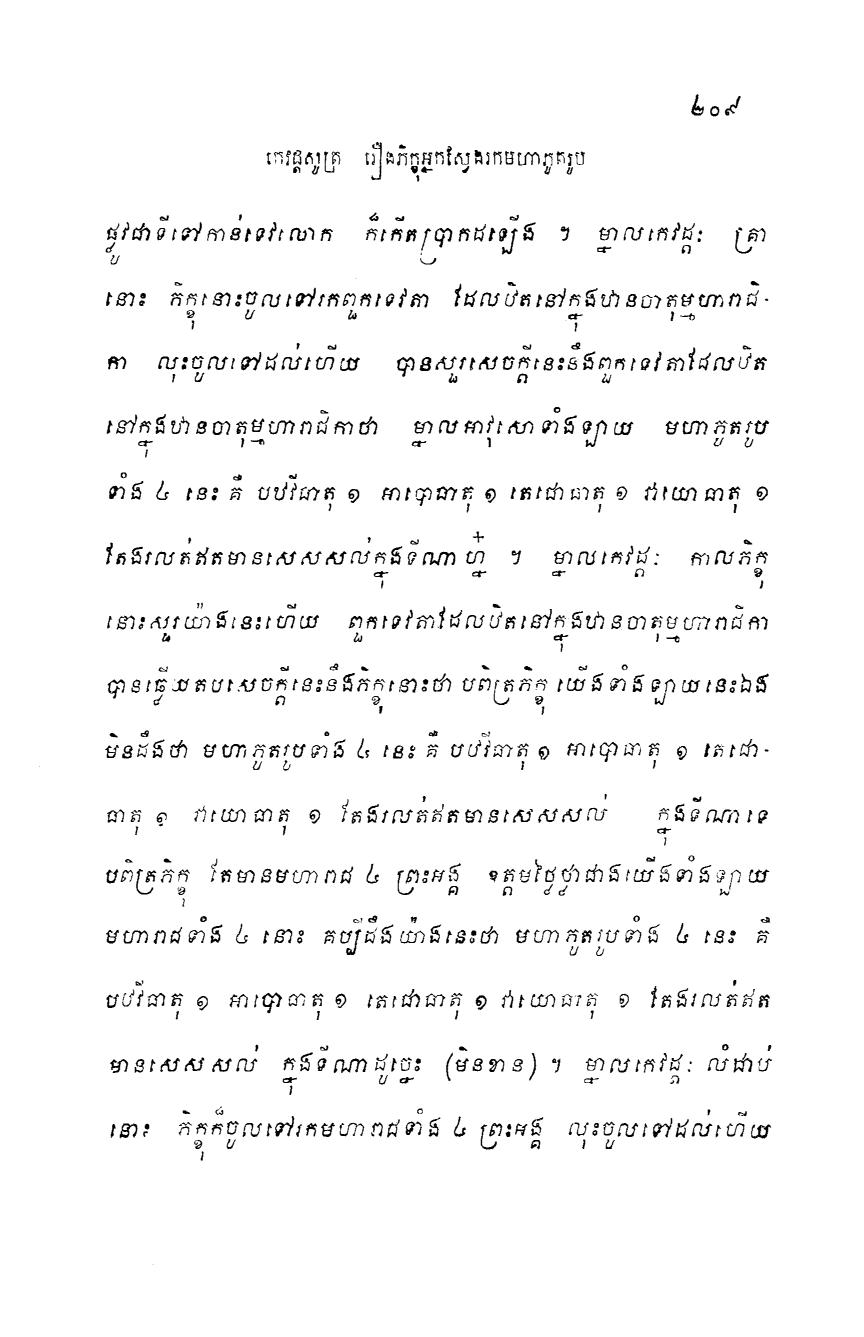 ២០៩
កេវដ្ដសូត្រ រឿងភិក្ខុអ្នកស្វែងរកមហាភូតរូប
ផ្លូវជាទីទៅកាន់ទេវលោក ក៏កើតប្រាកដឡើង ។ ម្នាលកេវដ្ដៈ គ្រា
នោះ ភិក្ខុនោះចូលទៅរកពួកទេវតា ដែលឋិតនៅក្នុងឋានចាតុម្មហារាជិ-
កា លុះចូលទៅដល់ហើយ បានសួរសេចក្ដីនេះនឹងពួកទេវតាដែលឋិត
នៅក្នុងឋានចាតុម្មហារាជិកាថា ម្នាលអាវុសោទាំងឡាយ មហាភូតរូប
ទាំង ៤ នេះ គឺ បឋវីធាតុ ១ អាបោធាតុ ១ តេជោធាតុ ១ វាយោធាតុ ១
តែងរលត់ឥតមានសេសសល់ក្នុងទីណាហ្ន៎ ។ ម្នាលកេវដ្ដៈ កាលភិក្ខុ
នោះសួរយ៉ាងនេះហើយ ពួកទេវតាដែលឋិតនៅក្នុងឋានចាតុម្មហារាជិកា
បានធ្វើយតបសេចក្ដីនេះនឹងភិក្ខុនោះថា បពិត្រភិក្ខុ យើងទាំងឡាយនេះឯង
មិនដឹងថា មហាភូតរូបទាំង ៤ នេះ គឺ បឋវីធាតុ ១ អាបោធាតុ ១ តេជោ-
ធាតុ ១ វាយោធាតុ ១ តែងរលត់ឥតមានសេសសល់ ក្នុងទីណាទេ
បពិត្រភិក្ខុ តែមានមហារាជ ៤ ព្រះអង្គ ឧត្តមថ្លៃថ្លាជាងយើងទាំងឡាយ
មហារាជទាំង ៤ នោះ គប្បីដឹងយ៉ាងនេះថា មហាភូតរូបទាំង ៤ នេះ គឺ
បឋវីធាតុ ១ អាបោធាតុ ១ តេជោធាតុ ១ វាយោធាតុ ១ តែងរលត់ឥត
មានសេសសល់ ក្នុងទីណាដូច្នេះ (មិនខាន) ។ ម្នាលកេវដ្ដៈ លំដាប់
នោះ ភិក្ខុក៏ចូលទៅរកមហារាជទាំង ៤ ព្រះអង្គ លុះចូលទៅដល់ហើយ